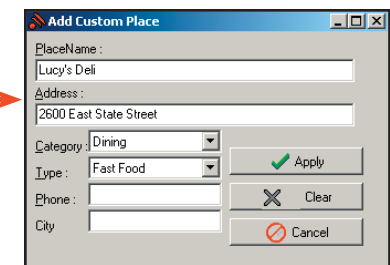 Add Custom Place
PlaceName :
Lucy's Deli
Address :
2600 East State Street
Category : Dining
Type : Fast Food
Apply
Phone :
Clear
City
Cancel